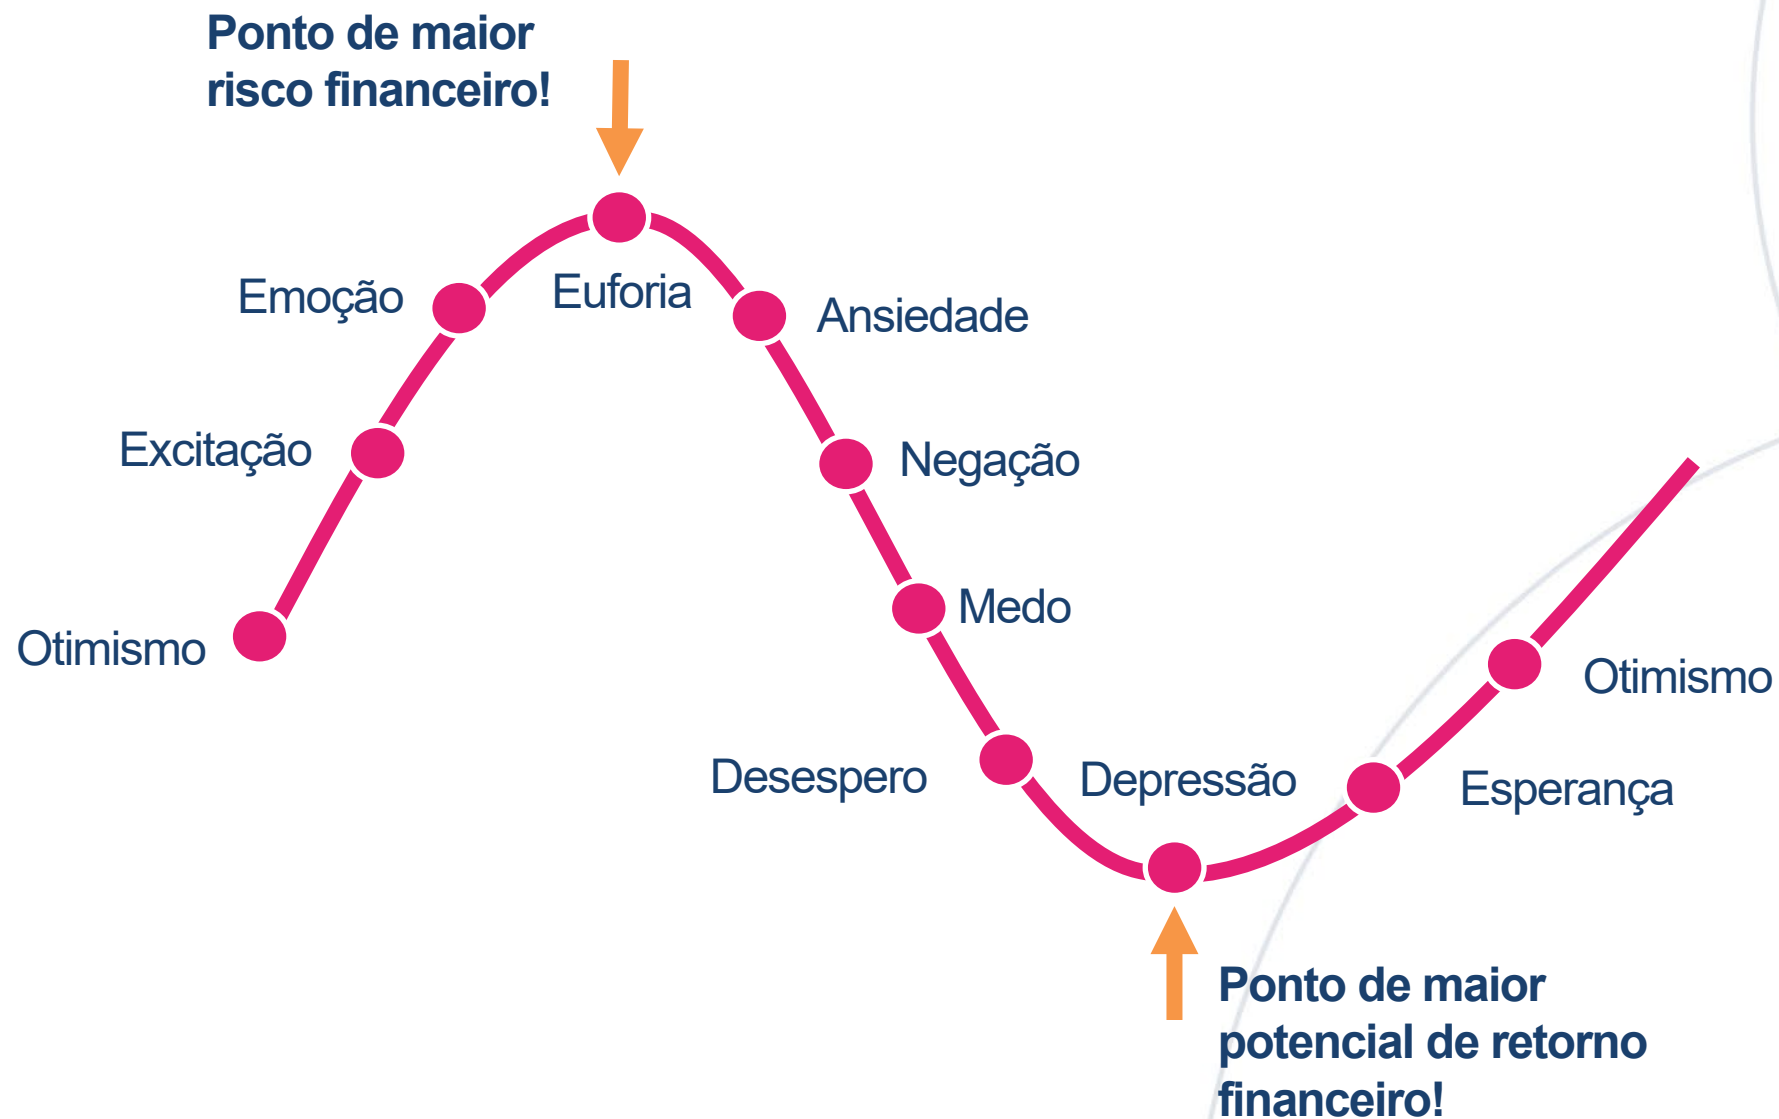 Ponto de maior
risco financeiro!
Emoção
Euforia
Ansiedade
Excitação
Negação
Medo
Otimismo
Otimismo
Desespero
Depressão
Esperança
Ponto de maior
potencial de retorno
financeiro!